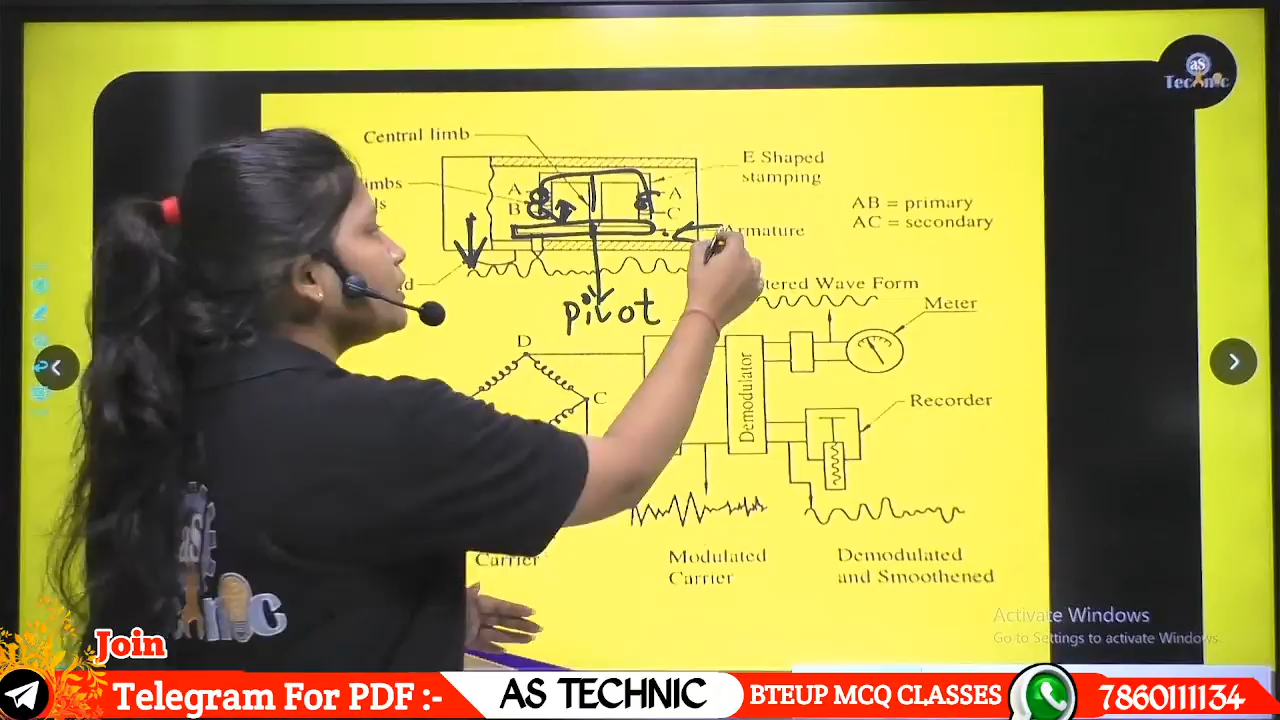 as
Technic
Central limb
E Shaped
stamping
A
B
A
C
AB = primary
AC = secondary
Armature
pivot
Wave Form
Meter
D
C
Demodulator
Recorder
Carrier
Modulated
Carrier
Demodulated
and Smoothened
Activate Windows
Go to Settings to activate Windows.
Join
Telegram For PDF :-
AS TECHNIC
BTEUP MCQ CLASSES
7860111134